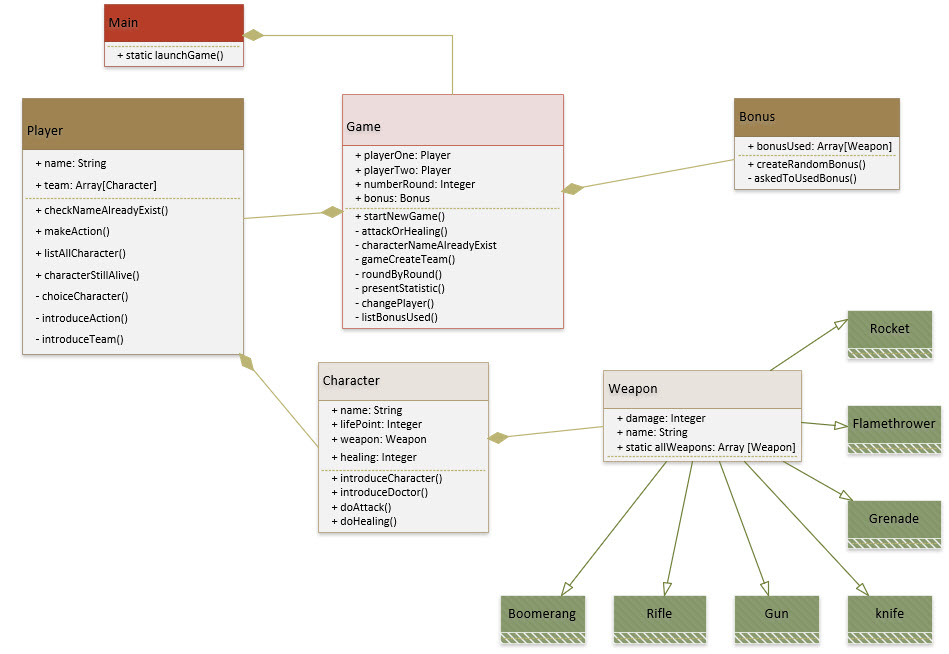 Main
+ static launchGame()
Player
+ name: String
+ team: Array[Character]
+ checkNameAlreadyExist()
+ makeAction()
+ listAllCharacter()
+ characterStillAlive()
- choiceCharacter()
- introduceAction()
- introduceTeam()
Game
+ playerOne: Player
+ playerTwo: Player
+ numberRound: Integer
+ bonus: Bonus
+ startNewGame()
- attackOrHealing()
- characterNameAlreadyExist
- gameCreateTeam()
- roundByRound()
- presentStatistic()
- changePlayer()
- listBonusUsed()
Bonus
+ bonusUsed: Array[Weapon]
+ createRandomBonus()
- askedToUsedBonus()
Character
+ name: String
+ lifePoint: Integer
+ weapon: Weapon
+ healing: Integer
+ introduceCharacter()
+ introduceDoctor()
+ doAttack()
+ doHealing()
Weapon
+ damage: Integer
+ name: String
+ static allWeapons: Array [Weapon]
Rocket
Flamethrower
Grenade
Boomerang
Rifle
Gun
knife